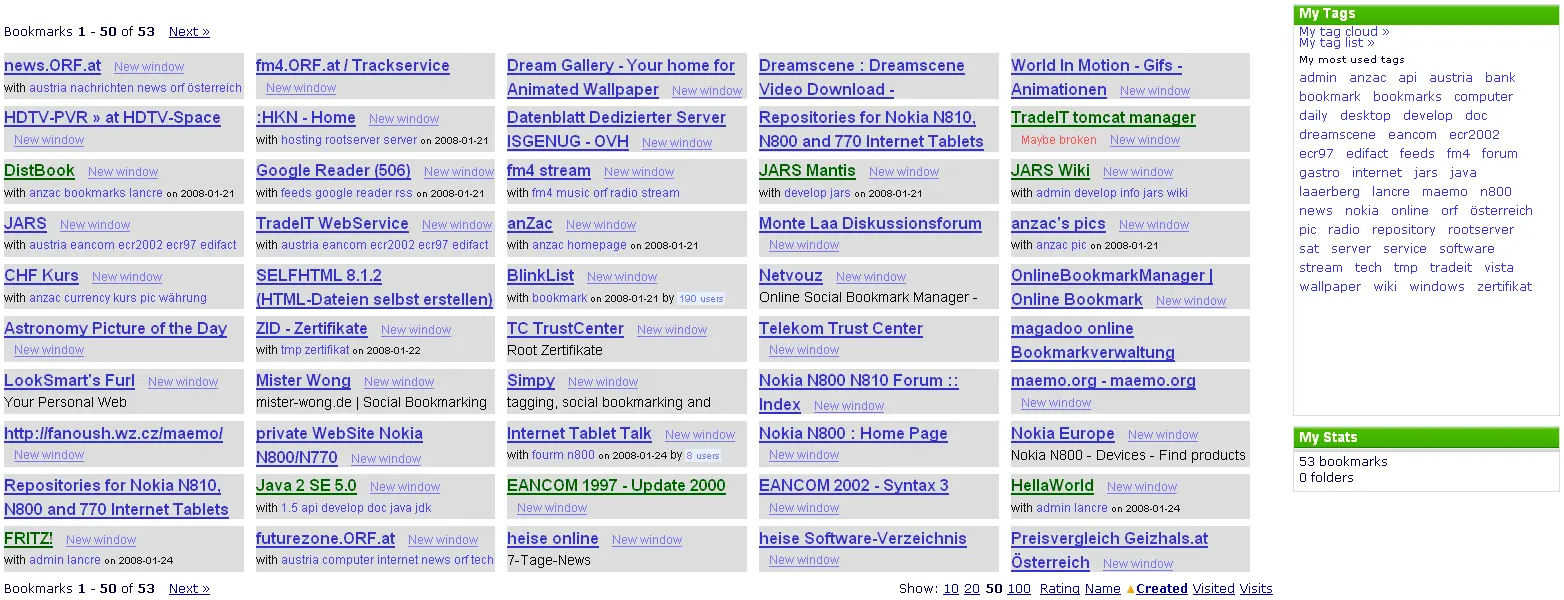 Bookmarks 1 - 50 of 53 Next »
news.ORF.at New window
with austria nachrichten news orf österreich
fm4.ORF.at / Trackservice
New window
Dream Gallery - Your home for
Animated Wallpaper New window
Dreamscene : Dreamscene
Video Download -
World In Motion - Gifs -
Animationen New window
HDTV-PVR » at HDTV-Space
New window
:HKN - Home New window
with hosting rootserver server on 2008-01-21
Datenblatt Dedizierter Server
ISGENUG - OVH New window
Repositories for Nokia N810,
N800 and 770 Internet Tablets
TradeIT tomcat manager
Maybe broken New window
DistBook New window
with anzac bookmarks lancre on 2008-01-21
Google Reader (506) New window
with feeds google reader rss on 2008-01-21
fm4 stream New window
with fm4 music orf radio stream
JARS Mantis New window
with develop jars on 2008-01-21
JARS Wiki New window
with admin develop info jars wiki
JARS New window
with austria eancom ecr2002 ecr97 edifact
TradeIT WebService New window
with austria eancom ecr2002 ecr97 edifact
anZac New window
with anzac homepage on 2008-01-21
Monte Laa Diskussionsforum
New window
anzac's pics New window
with anzac pic on 2008-01-21
CHF Kurs New window
with anzac currency kurs pic währung
SELFHTML 8.1.2
(HTML-Dateien selbst erstellen)
BlinkList New window
with bookmark on 2008-01-21 by 190 users
Netvouz New window
Online Social Bookmark Manager -
OnlineBookmarkManager |
Online Bookmark New window
Astronomy Picture of the Day
New window
ZID - Zertifikate New window
with tmp zertifikat on 2008-01-22
TC TrustCenter New window
Root Zertifikate
Telekom Trust Center
New window
magadoo online
Bookmarkverwaltung
LookSmart's Furl New window
Your Personal Web
Mister Wong New window
mister-wong.de | Social Bookmarking
Simpy New window
tagging, social bookmarking and
Nokia N800 N810 Forum ::
Index New window
maemo.org - maemo.org
New window
http://fanoush.wz.cz/maemo/
New window
private WebSite Nokia
N800/N770 New window
Internet Tablet Talk New window
with fourm n800 on 2008-01-24 by 8 users
Nokia N800 : Home Page
New window
Nokia Europe New window
Nokia N800 - Devices - Find products
Repositories for Nokia N810,
N800 and 770 Internet Tablets
Java 2 SE 5.0 New window
with 1.5 api develop doc java jdk
EANCOM 1997 - Update 2000
New window
EANCOM 2002 - Syntax 3
New window
HellaWorld New window
with admin lancre on 2008-01-24
FRITZ! New window
with admin lancre on 2008-01-24
futurezone.ORF.at New window
with austria computer internet news orf tech
heise online New window
7-Tage-News
heise Software-Verzeichnis
New window
Preisvergleich Geizhals.at
Österreich New window
Bookmarks 1 - 50 of 53 Next »
Show: 10 20 50 100 Rating Name ▲Created Visited Visits
My Tags
My tag cloud »
My tag list »
My most used tags
admin anzac api austria bank
bookmark bookmarks computer
daily desktop develop doc
dreamscene eancom ecr2002
ecr97 edifact feeds fm4 forum
gastro internet jars java
laaerberg lancre maemo n800
news nokia online orf österreich
pic radio repository rootserver
sat server service software
stream tech tmp tradeit vista
wallpaper wiki windows zertifikat
My Stats
53 bookmarks
0 folders